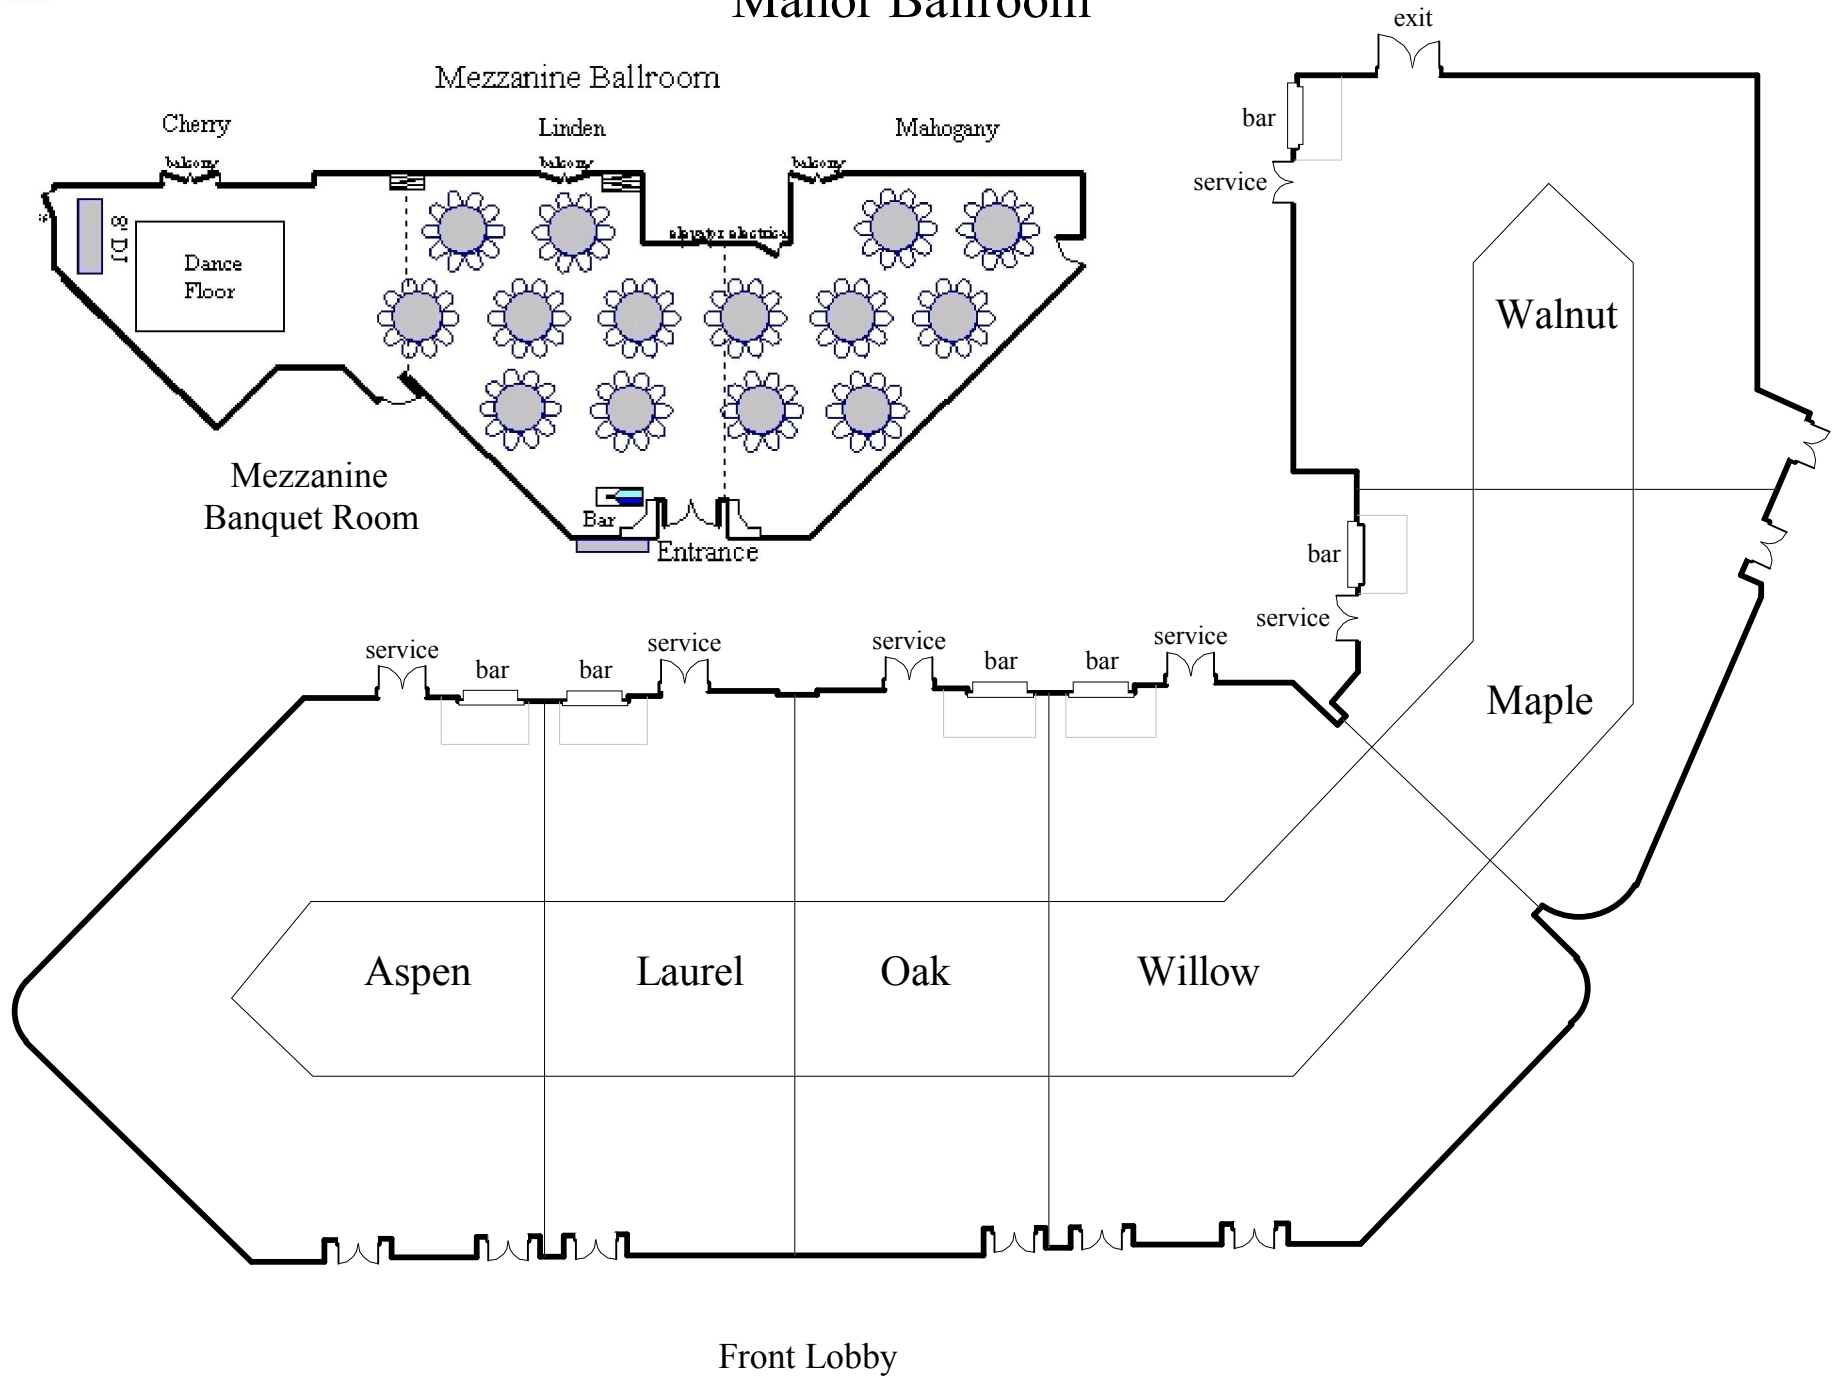 Manor Ballroom
exit
Mezzanine Ballroom
Cherry
Linden
Mahogany
balcony
balcony
balcony
bar
service
8' DJ
elevator electrical
Dance
Floor
Walnut
Mezzanine
Banquet Room
Bar
Entrance
bar
service
service
bar
bar
service
service
bar
bar
service
Maple
Aspen
Laurel
Oak
Willow
Front Lobby